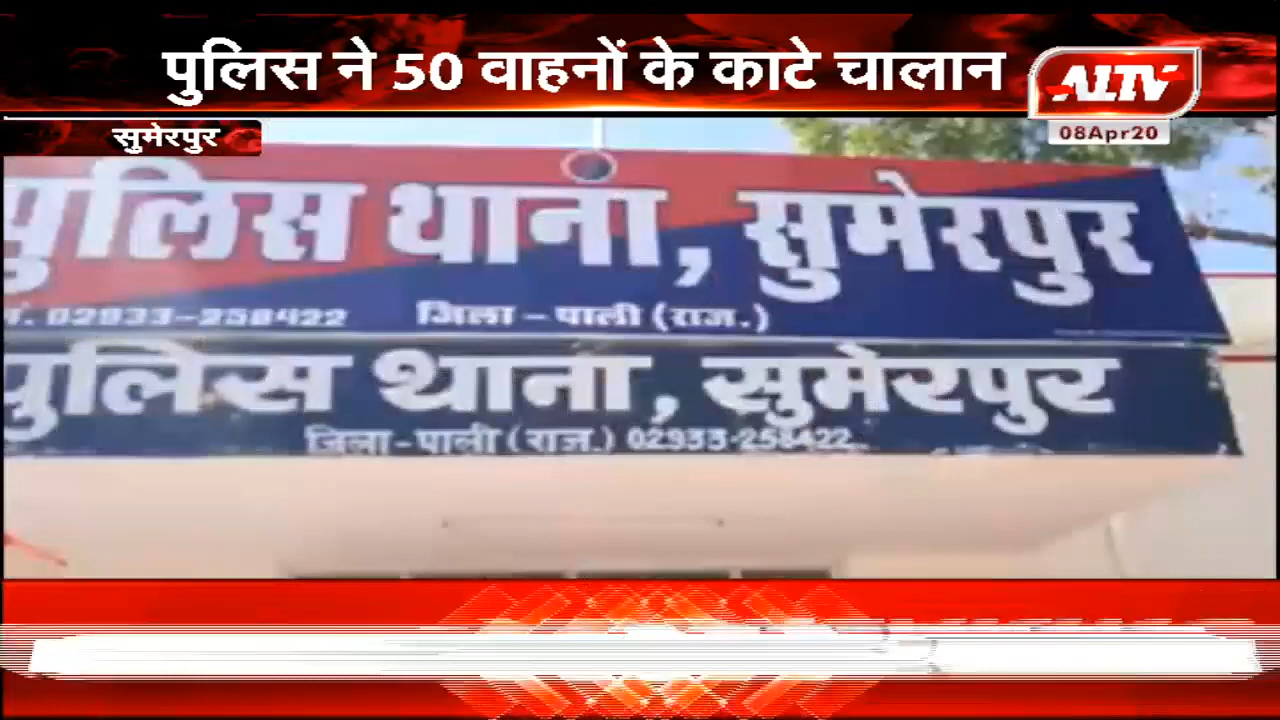 पुलिस ने 50 वाहनों के काटे चालान
ALTV
08Apr20
सुमेरपुर
पुलिस थाना, सुमेरपुर
02933-258422 जिला - पाली (राज.)
पुलिस थाना, सुमेरपुर
जिला - पाली (राज.) 02933-258422